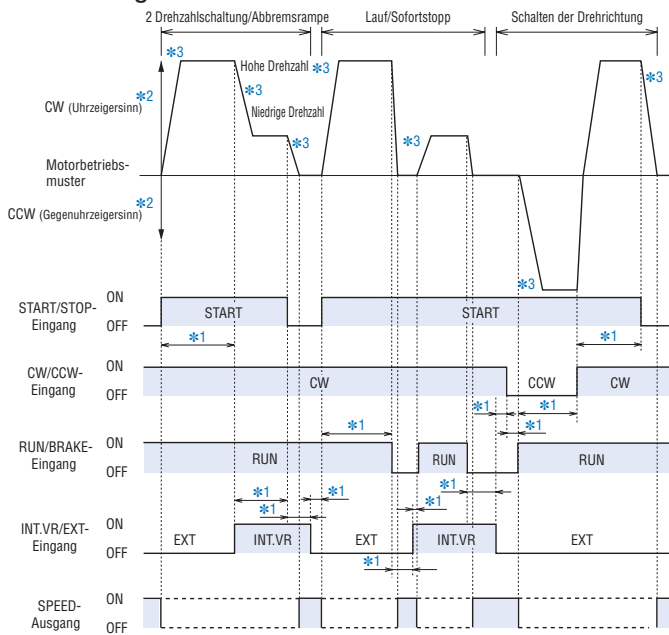 2 Drehzahlschaltung/Abbremsrampe Lauf/Sofortstopp Schalten der Drehrichtung
*3 Hohe Drehzahl *3 *3
*2 *3
CW (Uhrzeigersinn)
Niedrige Drehzahl
*3 *3
Motorbetriebs-
muster
*2
CCW (Gegenuhrzeigersinn)
*3
START/STOP-
Eingang
ON
OFF
START START
*1 *1
CW/CCW-
Eingang
ON
OFF
CW CCW CW
*1 *1
*1 *1
RUN/BRAKE-
Eingang
ON
OFF
RUN RUN RUN
*1 *1 *1 *1
*1
INT.VR/EXT-
Eingang
ON
OFF
EXT INT.VR EXT INT.VR EXT
*1
SPEED-
Ausgang
ON
OFF